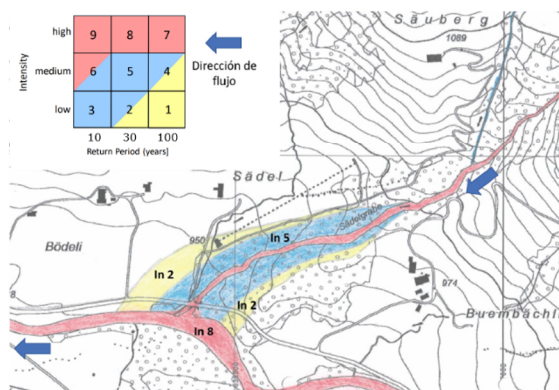 high
medium
low
Intensity
9 8 7
6 5 4
3 2 1
10 30 100
Return Period (years)
Dirección de
flujo
Säuberg
1089
Sädel
Sädelgrabe
950
Bödeli
In 5
In 2
In 2
In 8
974
Buembächli